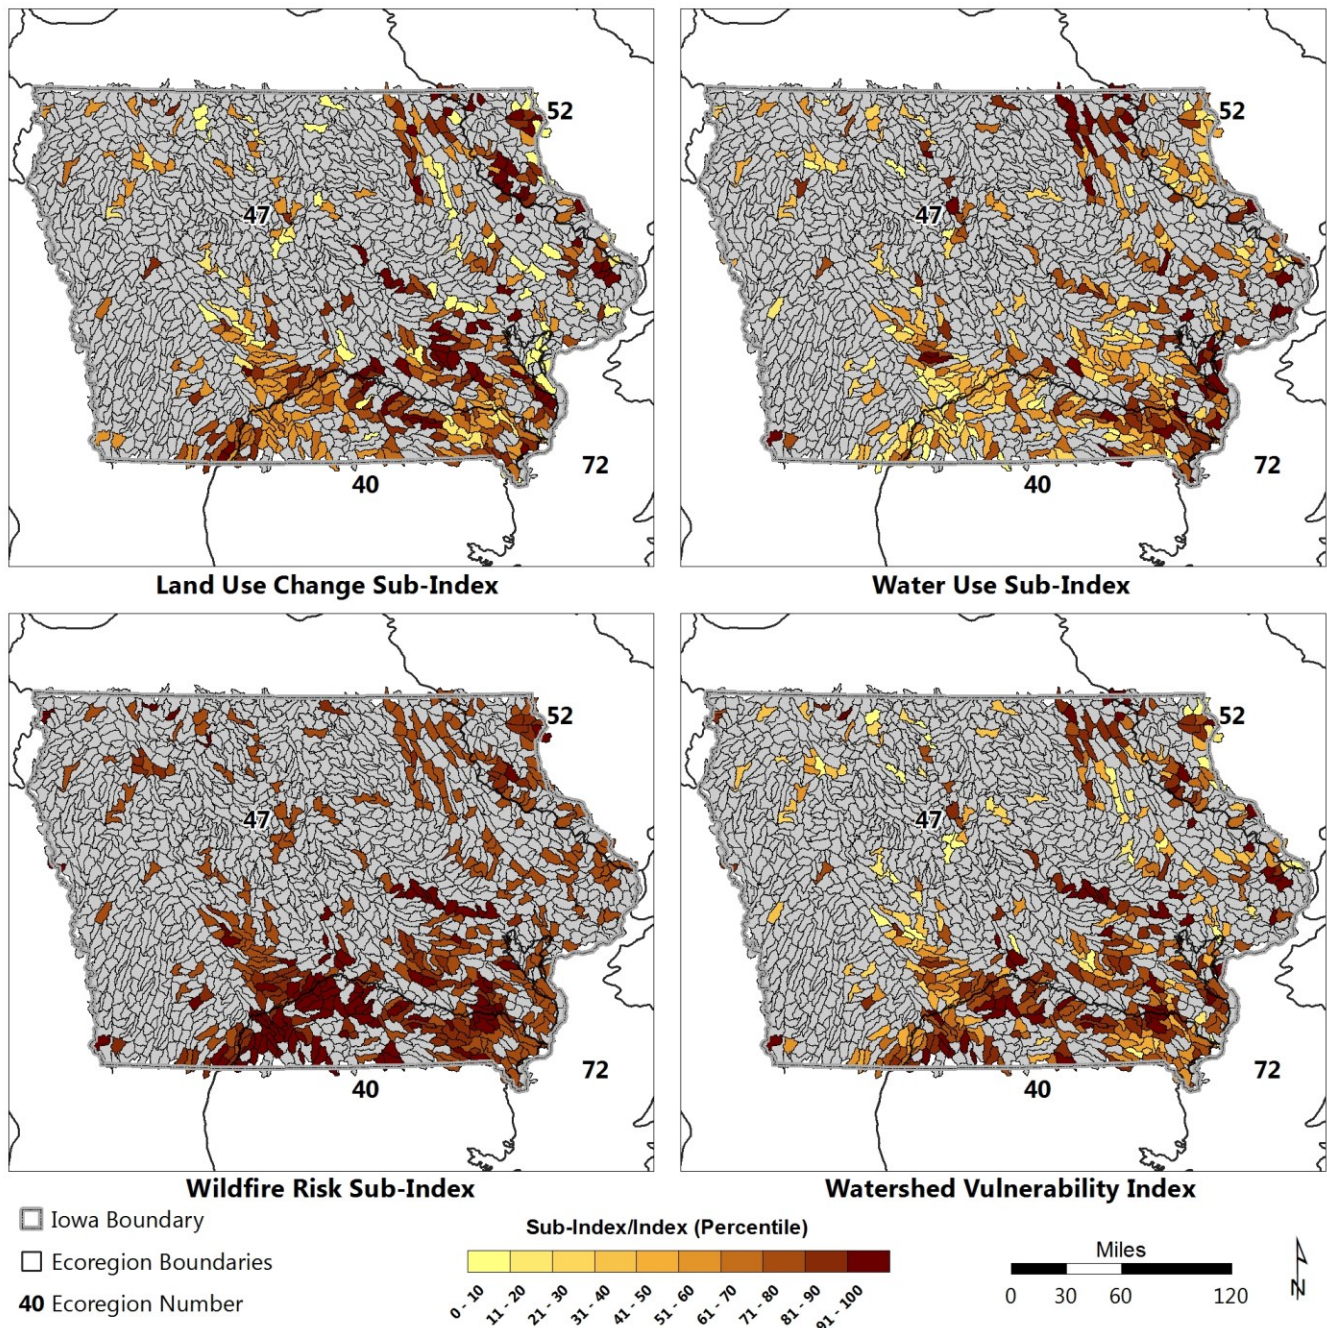 52
47
72
40
Land Use Change Sub-Index
52
47
72
40
Water Use Sub-Index
52
47
72
40
Wildfire Risk Sub-Index
52
47
72
40
Watershed Vulnerability Index
Iowa Boundary
Ecoregion Boundaries
40 Ecoregion Number
Sub-Index/Index (Percentile)
0 - 10 11 - 20 21 - 30 31 - 40 41 - 50 51 - 60 61 - 70 71 - 80 81 - 90 91 - 100
Miles
0 30 60 120
N